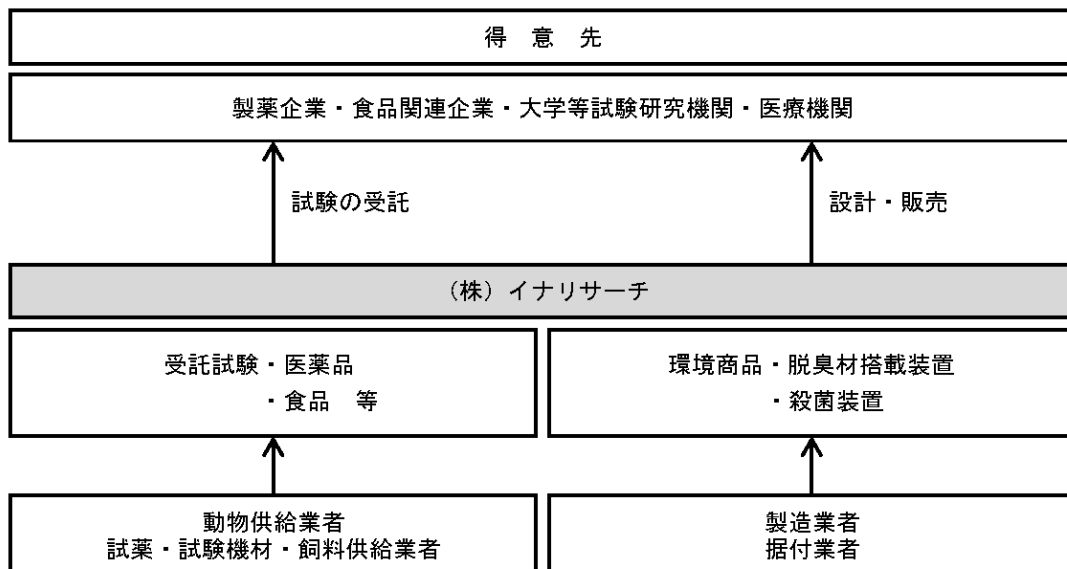 得 意 先
製薬企業・食品関連企業・大学等試験研究機関・医療機関
試験の受託
設計・販売
(株)イナリサーチ
受託試験・医薬品
・食品 等
環境商品・脱臭材搭載装置
・殺菌装置
動物供給業者
試薬・試験機材・飼料供給業者
製造業者
据付業者